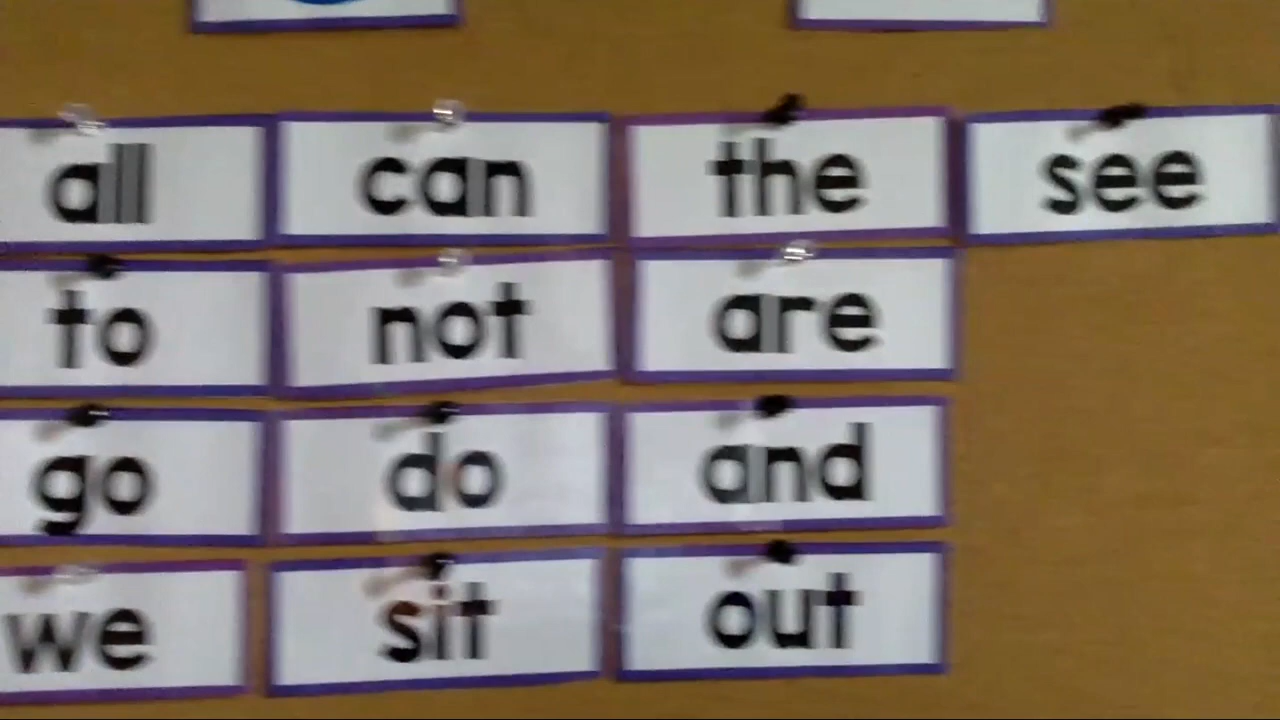 all can the see
to not are
go do and
we sit out